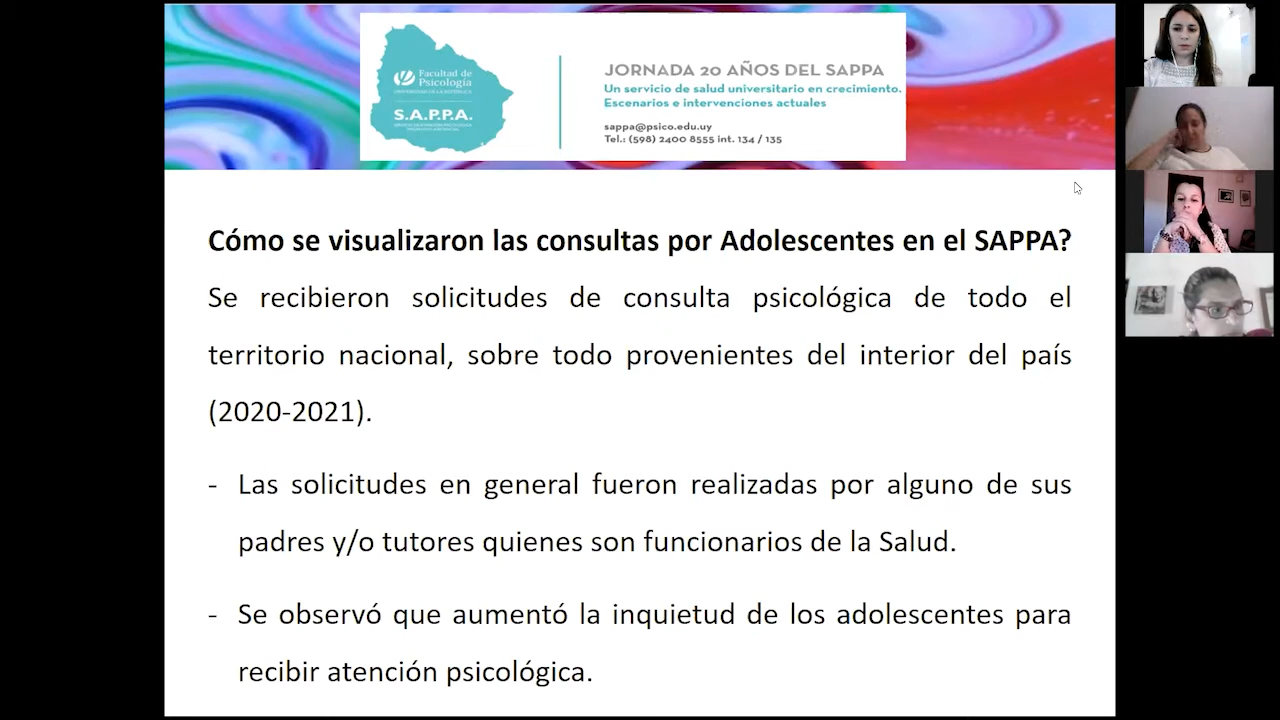 Facultad de
Psicología
UNIVERSIDAD DE LA REPÚBLICA
S.A.P.P.A.
JORNADA 20 AÑOS DEL SAPPA
Un servicio de salud universitario en crecimiento.
Escenarios e intervenciones actuales
sappa@psico.edu.uy
Tel.: (598) 2400 8555 int. 134 / 135
Cómo se visualizaron las consultas por Adolescentes en el SAPPA?
Se recibieron solicitudes de consulta psicológica de todo el
territorio nacional, sobre todo provenientes del interior del país
(2020-2021).
- Las solicitudes en general fueron realizadas por alguno de sus
padres y/o tutores quienes son funcionarios de la Salud.
- Se observó que aumentó la inquietud de los adolescentes para
recibir atención psicológica.